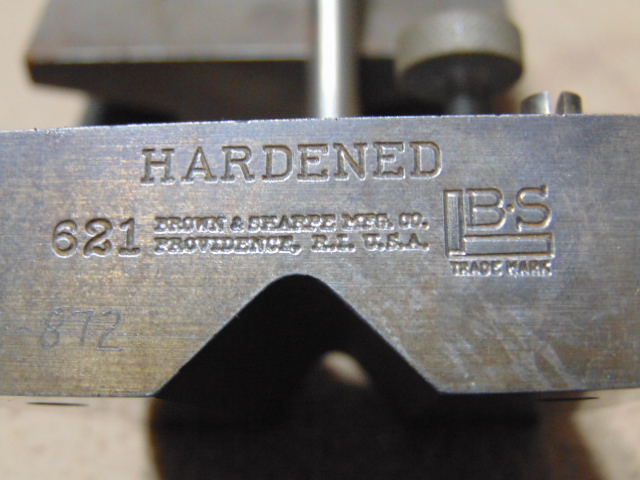 HARDENED
621
BROWN & SHARPE MFG. CO.
PROVIDENCE, R.I. U.S.A.
B·S
TRADE MARK
872